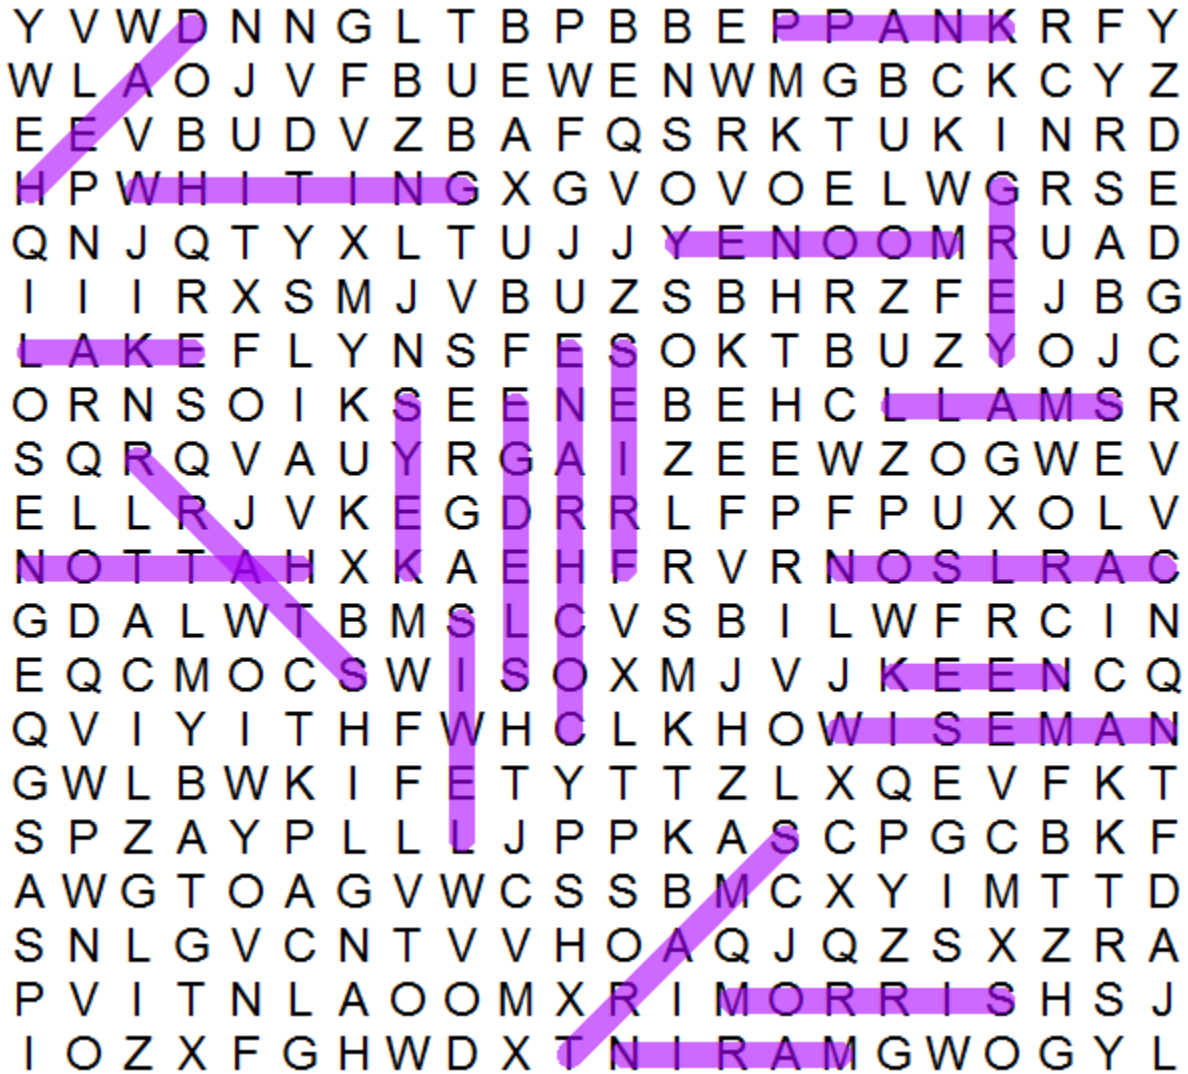 Y V W D N N G L T B P B B E P P A N K R F Y
W L A O J V F B U E W E N W M G B C K C Y Z
E E V B U D V Z B A F Q S R K T U K I N R D
H P W H I T I N G X G V O V O E L W G R S E
Q N J Q T Y X L T U J J Y E N O O M R U A D
I I I R X S M J V B U Z S B H R Z F E J B G
L A K E F L Y N S F E S O K T B U Z Y O J C
O R N S O I K S E E N E B E H C L L A M S R
S Q R Q V A U Y R G A I Z E E W Z O G W E V
E L L R J V K E G D R R L F P F P U X O L V
N O T T A H X K A E H F R V R N O S L R A C
G D A L W T B M S L C V S B I L W F R C I N
E Q C M O C S W I S O X M J V J K E E N C Q
Q V I Y I T H F W H C L K H O W I S E M A N
G W L B W K I F E T Y T T Z L X Q E V F K T
S P Z A Y P L L L J P P K A S C P G C B K F
A W G T O A G V W C S S B M C X Y I M T T D
S N L G V C N T V V H O A Q J Q Z S X Z R A
P V I T N L A O O M X R I M O R R I S H S J
I O Z X F G H W D X T N I R A M G W O G Y L